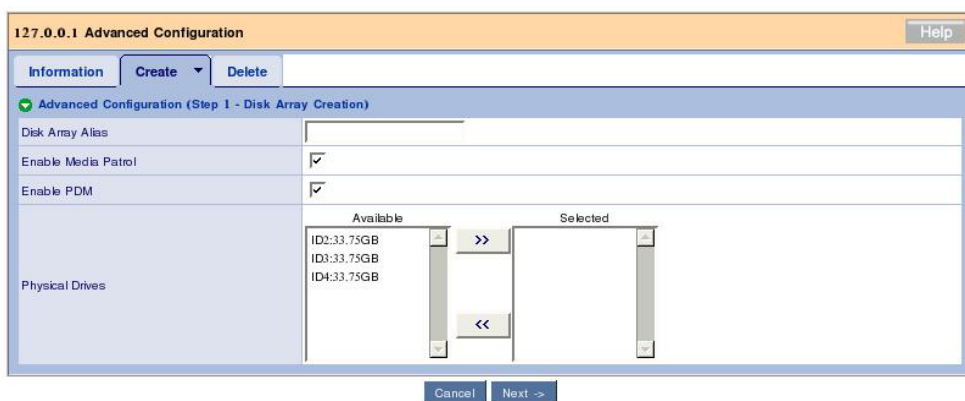 127.0.0.1 Advanced Configuration
Help
Information
Create
Delete
Advanced Configuration (Step 1 - Disk Array Creation)
Disk Array Alias
Enable Media Patrol
Enable PDM
Physical Drives
Available
Selected
ID2:33.75GB
ID3:33.75GB
ID4:33.75GB
>>
<<
Cancel
Next ->